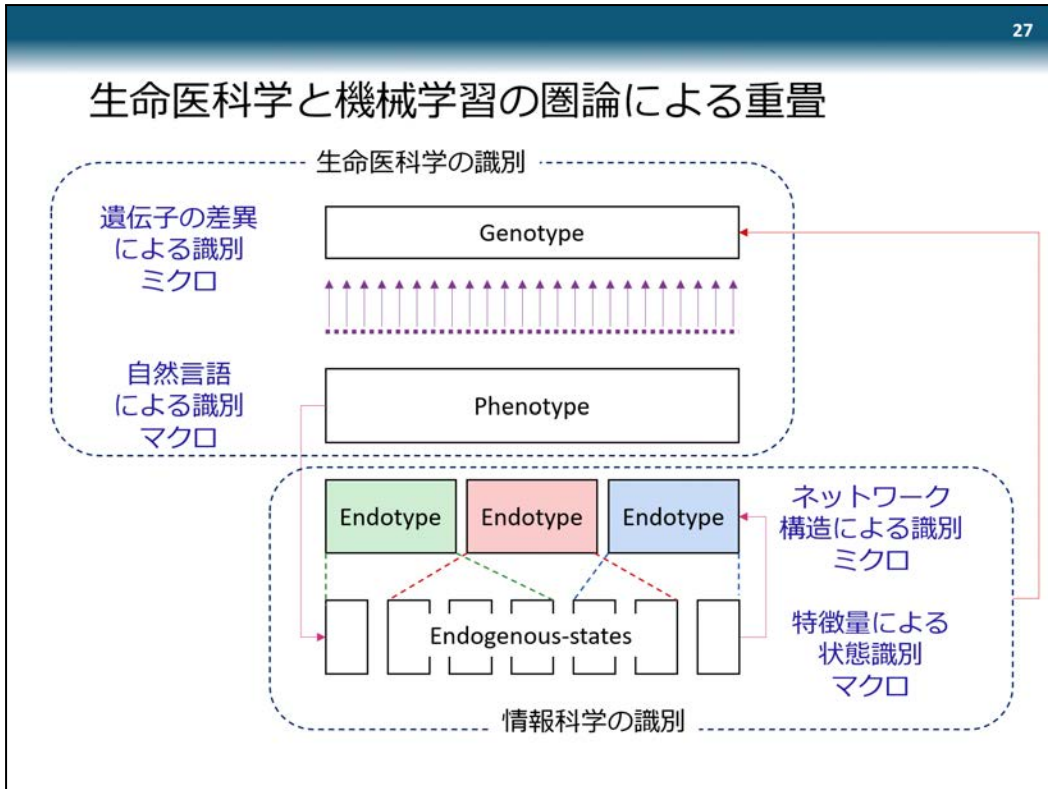 27
生命医科学と機械学習の圏論による重畳
生命医科学の識別
遺伝子の差異
による識別
ミクロ
Genotype
自然言語
による識別
マクロ
Phenotype
Endotype
Endotype
Endotype
ネットワーク
構造による識別
ミクロ
Endogenous-states
特徴量による
状態識別
マクロ
情報科学の識別